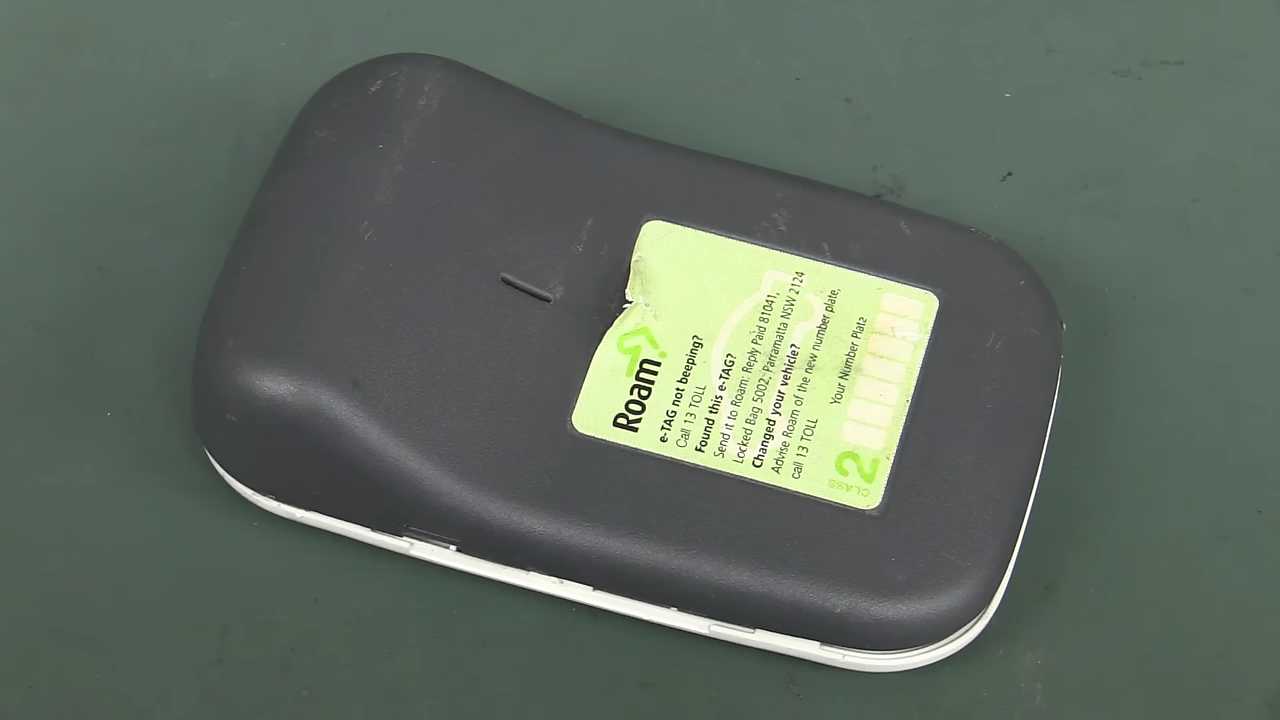 Roam
e-TAG not beeping?
Call 13 TOLL
Found this e-TAG?
Send it to Roam: Reply Paid 81041,
Locked Bag 5002, Parramatta NSW 2124
Changed your vehicle?
Advise Roam of the new number plate,
call 13 TOLL
Your Number Plate
CLASS 2